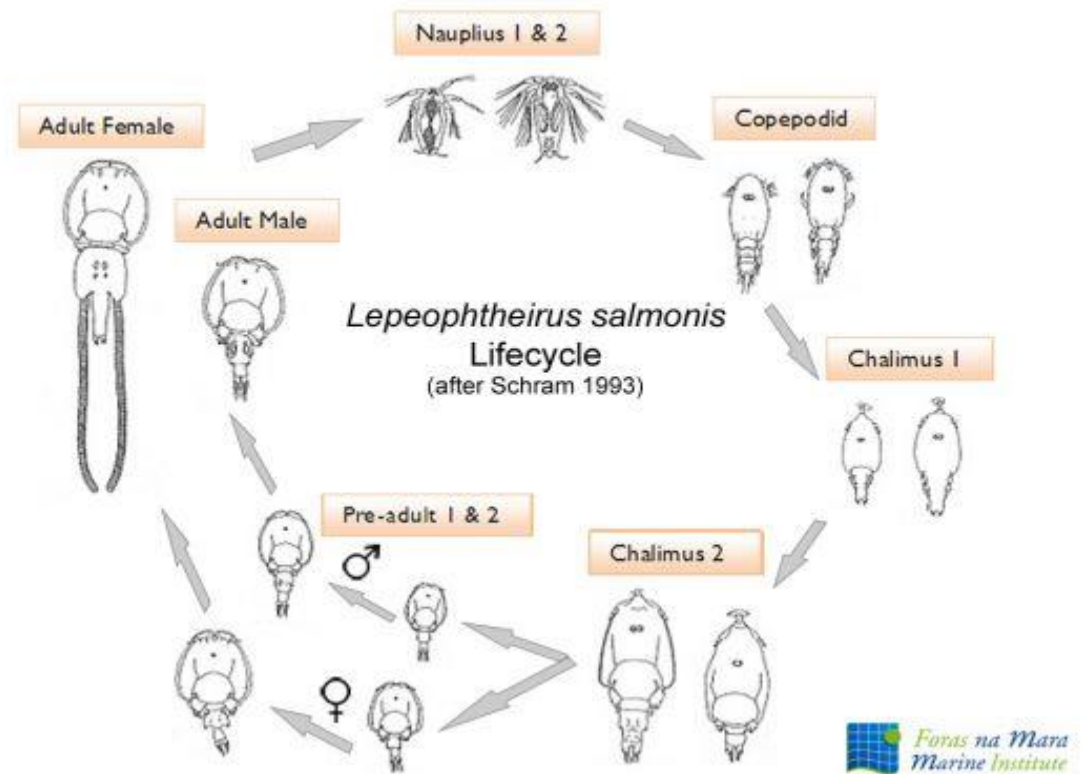 Nauplius 1 & 2
Adult Female
Copepodid
Adult Male
Lepeophtheirus salmonis
Lifecycle
(after Schram 1993)
Chalimus 1
Pre-adult 1 & 2
Chalimus 2
♂
♀
Foras na Mara
Marine Institute